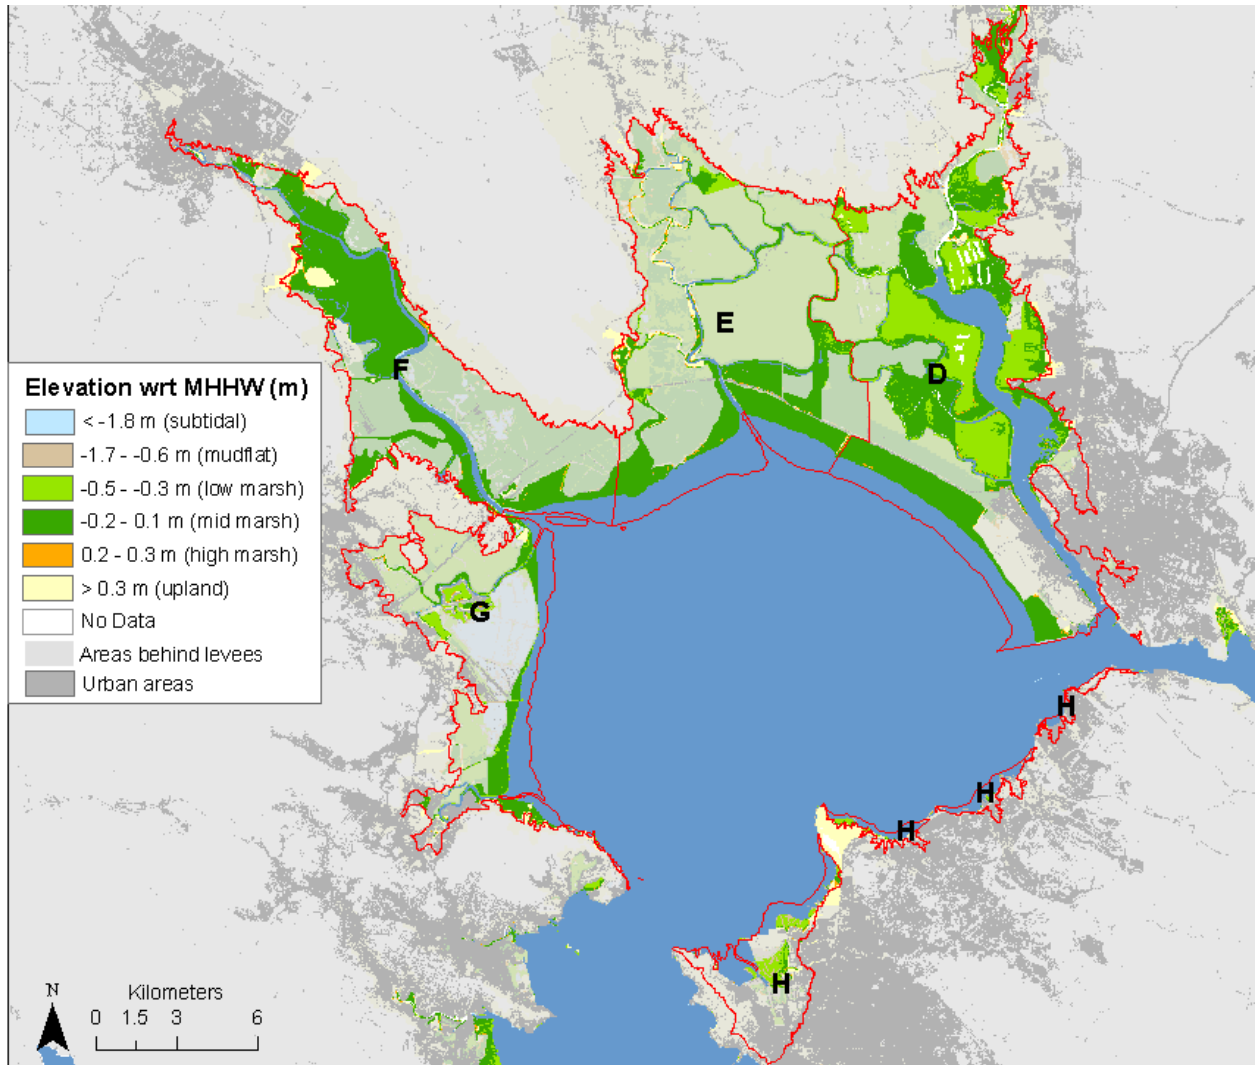 E
D
F
Elevation wrt MHHW (m)
< -1.8 m (subtidal)
-1.7 - -0.6 m (mudflat)
-0.5 - -0.3 m (low marsh)
-0.2 - 0.1 m (mid marsh)
0.2 - 0.3 m (high marsh)
> 0.3 m (upland)
No Data
Areas behind levees
Urban areas
G
H
H
H
H
N
Kilometers
0 1.5 3 6